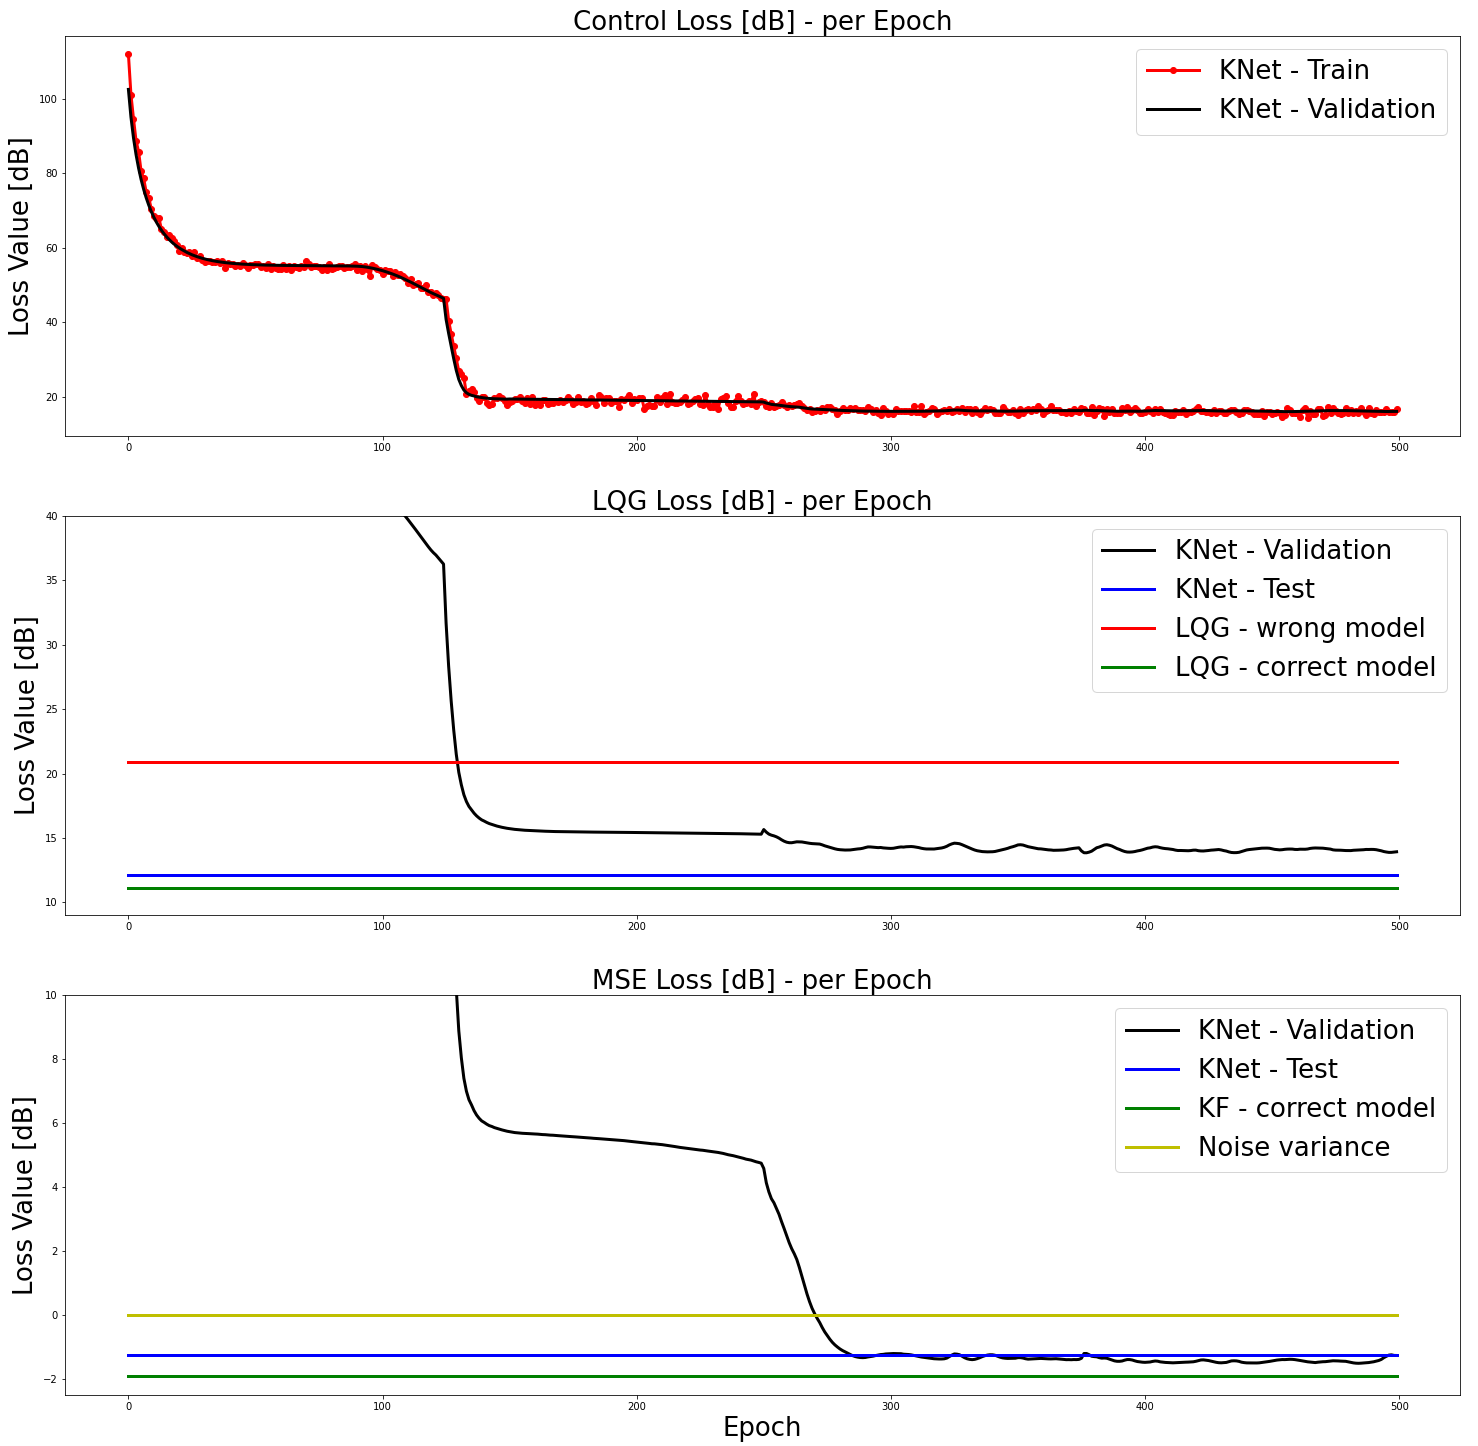 Control Loss [dB] - per Epoch
Loss Value [dB]
100
80
60
40
20
0 100 200 300 400 500
KNet - Train
KNet - Validation
LQG Loss [dB] - per Epoch
Loss Value [dB]
40
35
30
25
20
15
10
0 100 200 300 400 500
KNet - Validation
KNet - Test
LQG - wrong model
LQG - correct model
MSE Loss [dB] - per Epoch
Loss Value [dB]
10
8
6
4
2
0
−2
0 100 200 300 400 500
KNet - Validation
KNet - Test
KF - correct model
Noise variance
Epoch